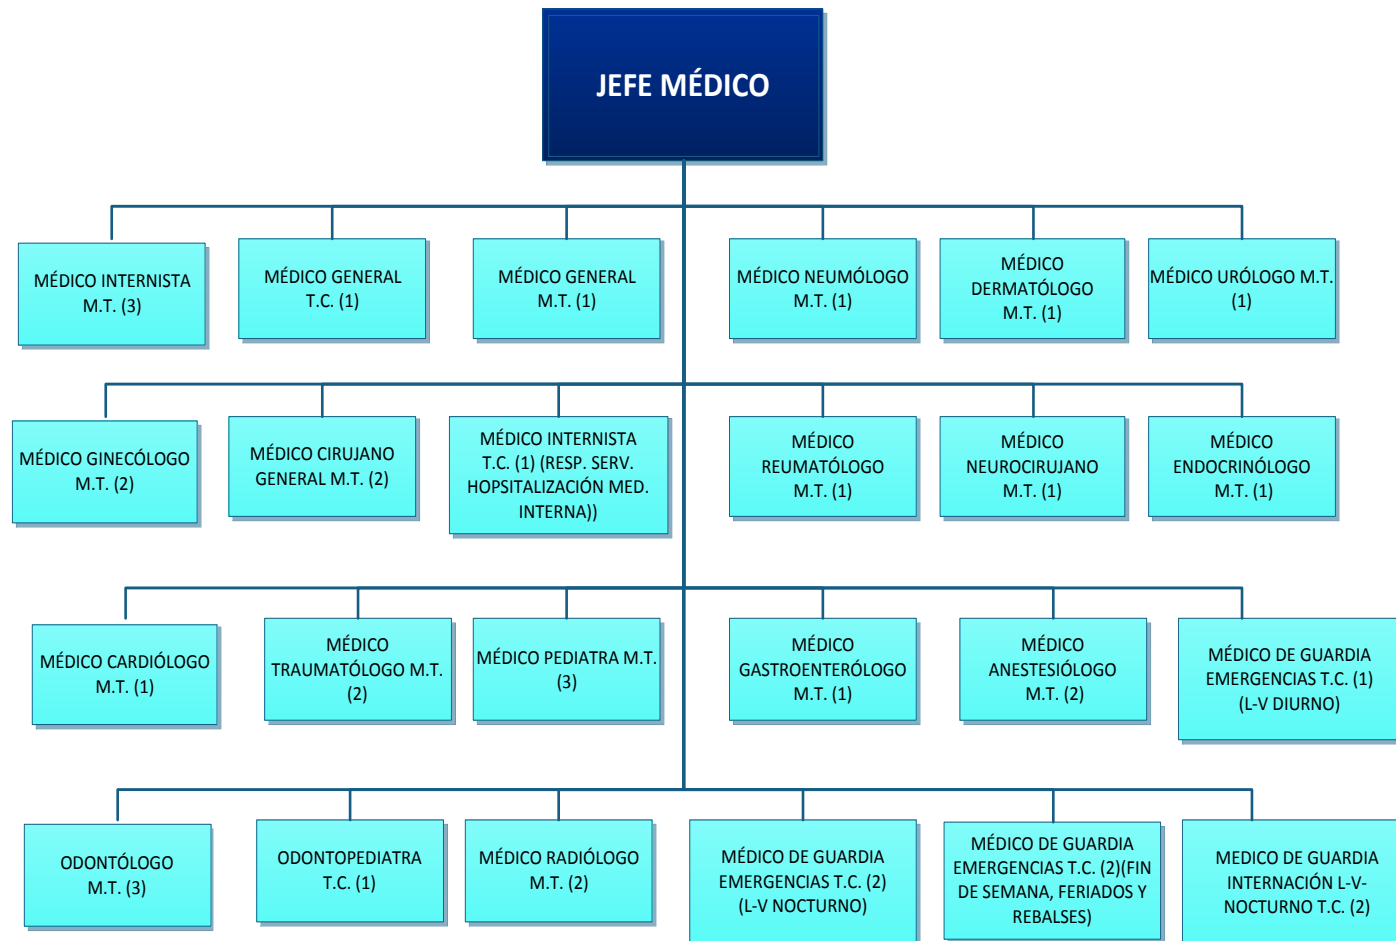 JEFE MÉDICO
MÉDICO INTERNISTA
M.T. (3)
MÉDICO GENERAL
T.C. (1)
MÉDICO GENERAL
M.T. (1)
MÉDICO NEUMÓLOGO
M.T. (1)
MÉDICO
DERMATÓLOGO
M.T. (1)
MÉDICO URÓLOGO M.T.
(1)
MÉDICO GINECÓLOGO
M.T. (2)
MÉDICO CIRUJANO
GENERAL M.T. (2)
MÉDICO INTERNISTA
T.C. (1) (RESP. SERV.
HOPSITALIZACIÓN MED.
INTERNA))
MÉDICO
REUMATÓLOGO
M.T. (1)
MÉDICO
NEUROCIRUJANO
M.T. (1)
MÉDICO
ENDOCRINÓLOGO
M.T. (1)
MÉDICO CARDIÓLOGO
M.T. (1)
MÉDICO
TRAUMATÓLOGO M.T.
(2)
MÉDICO PEDIATRA M.T.
(3)
MÉDICO
GASTROENTERÓLOGO
M.T. (1)
MÉDICO
ANESTESIÓLOGO
M.T. (2)
MÉDICO DE GUARDIA
EMERGENCIAS T.C. (1)
(L-V DIURNO)
ODONTÓLOGO
M.T. (3)
ODONTOPEDIATRA
T.C. (1)
MÉDICO RADIÓLOGO
M.T. (2)
MÉDICO DE GUARDIA
EMERGENCIAS T.C. (2)
(L-V NOCTURNO)
MÉDICO DE GUARDIA
EMERGENCIAS T.C. (2)(FIN
DE SEMANA, FERIADOS Y
REBALSES)
MEDICO DE GUARDIA
INTERNACIÓN L-V-
NOCTURNO T.C. (2)